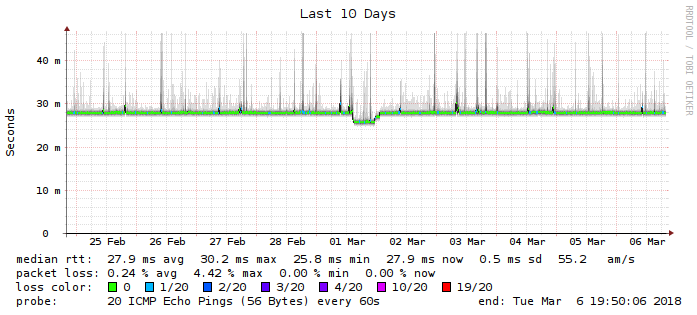 Last 10 Days
RRDTOOL / TOBI OETIKER
Seconds
40 m
30 m
20 m
10 m
0
25 Feb 26 Feb 27 Feb 28 Feb 01 Mar 02 Mar 03 Mar 04 Mar 05 Mar 06 Mar
median rtt: 27.9 ms avg 30.2 ms max 25.8 ms min 27.9 ms now 0.5 ms sd 55.2 am/s
packet loss: 0.24 % avg 4.42 % max 0.00 % min 0.00 % now
loss color: 0 1/20 2/20 3/20 4/20 10/20 19/20
probe: 20 ICMP Echo Pings (56 Bytes) every 60s end: Tue Mar 6 19:50:06 2018